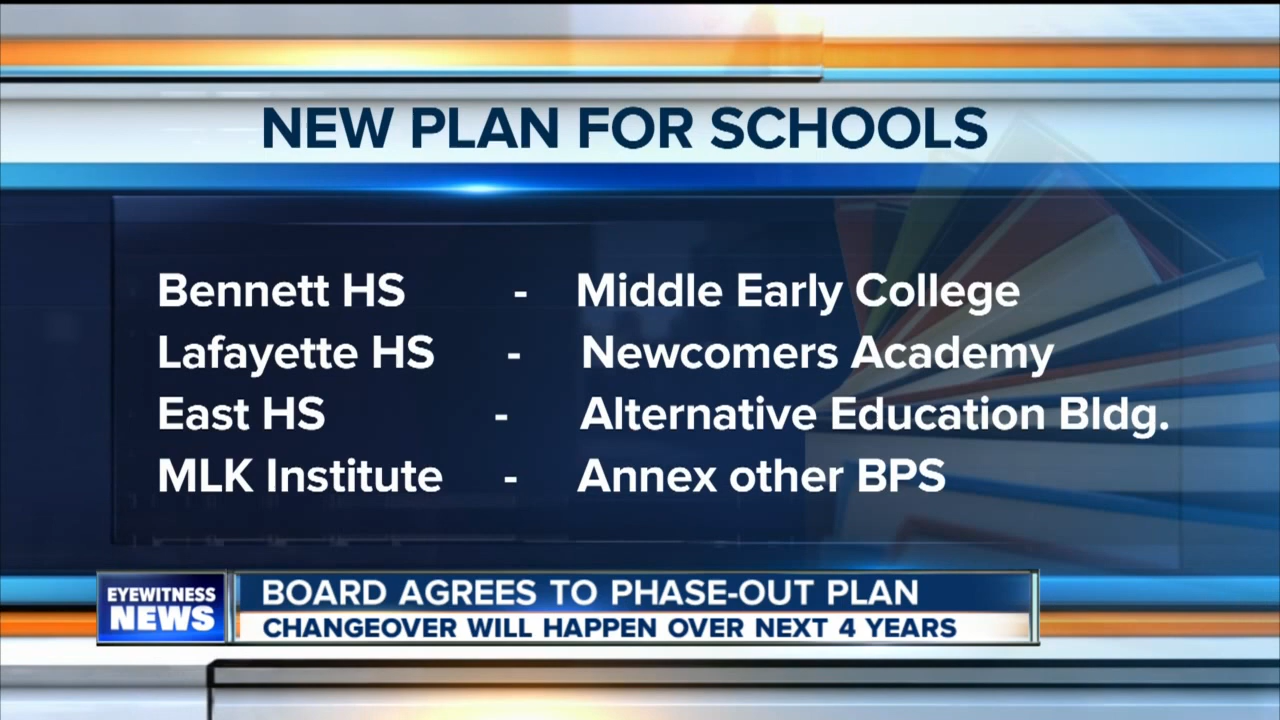 NEW PLAN FOR SCHOOLS
Bennett HS - Middle Early College
Lafayette HS - Newcomers Academy
East HS - Alternative Education Bldg.
MLK Institute - Annex other BPS
EYEWITNESS
NEWS
BOARD AGREES TO PHASE-OUT PLAN
CHANGEOVER WILL HAPPEN OVER NEXT 4 YEARS